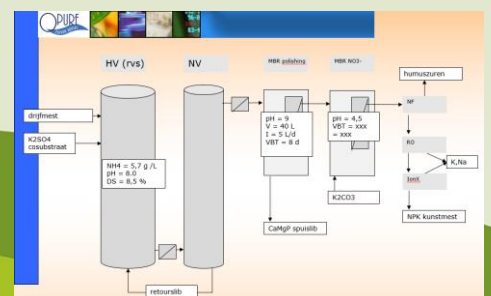 QPURE
HV (rvs)
NV
MBR polishing
MBR NO3-
humuszuren
drijfmest
K2SO4
cosubstraat
NH4 = 5,7 g /L
pH = 8.0
DS = 8,5 %
pH = 9
V = 40 L
I = 5 L/d
VBT = 8 d
pH = 4,5
VBT = xxx
= xxx
NF
RO
K,Na
IonX
K2CO3
NPK kunstmest
CaMgP spuislib
retourslib